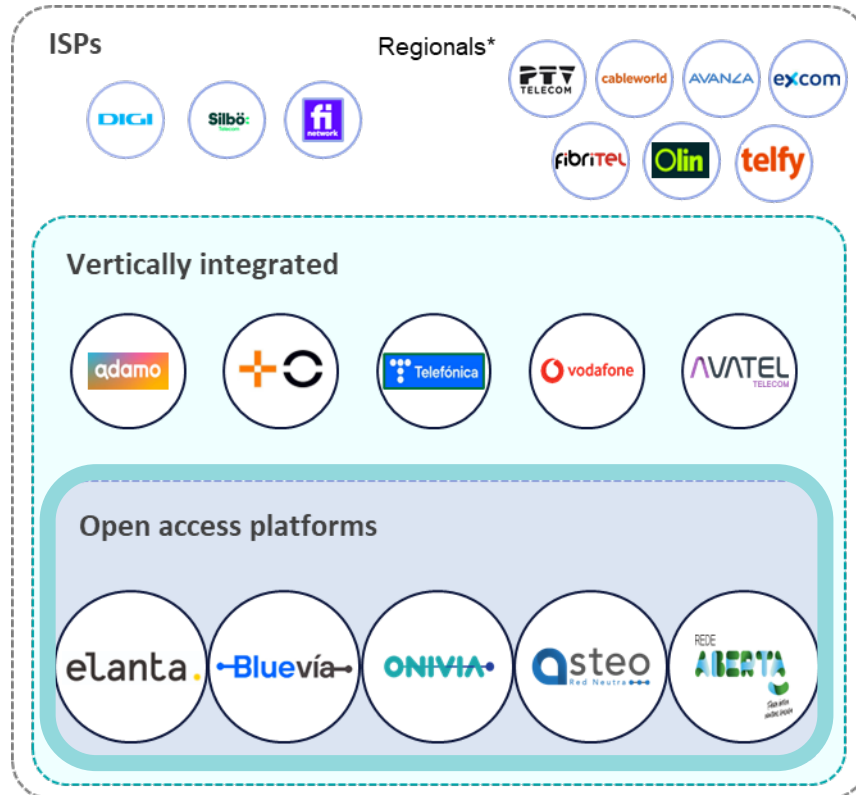 ISPs
Regionals*
DIGI
Silbö:
Telecom
fi
network
PTV
TELECOM
cableworld
AVANZA
excom
fibriTel
Olin
telfy
Vertically integrated
adamo
Telefónica
vodafone
AVATEL
TELECOM
Open access platforms
elanta.
Bluevía
ONIVIA
asteo
Red Neutra
REDE
ABERTA